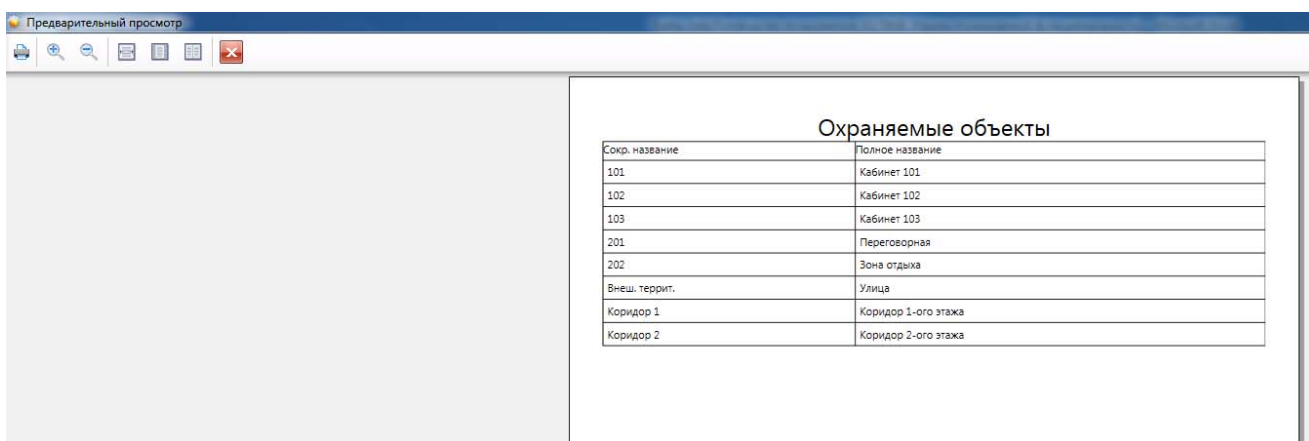 Предварительный просмотр
Охраняемые объекты
Сокр. название Полное название
101 Кабинет 101
102 Кабинет 102
103 Кабинет 103
201 Переговорная
202 Зона отдыха
Внеш. террит. Улица
Коридор 1 Коридор 1-ого этажа
Коридор 2 Коридор 2-ого этажа